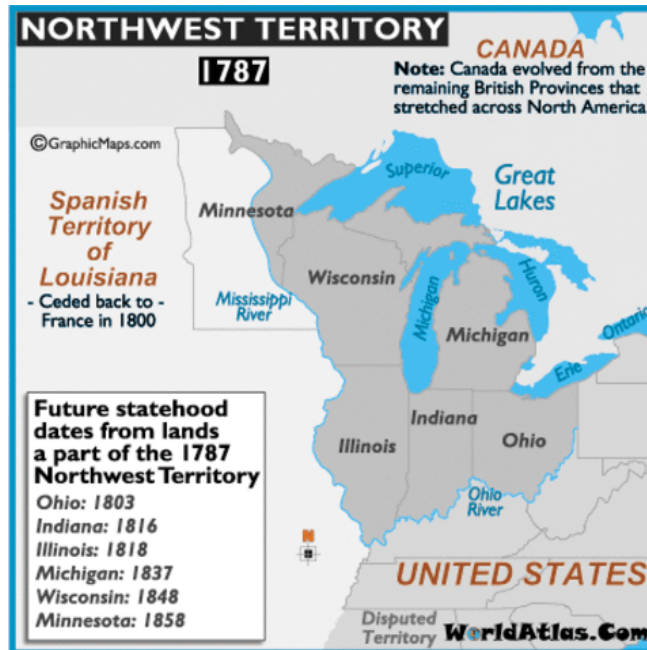 NORTHWEST TERRITORY
1787
CANADA
Note: Canada evolved from the
remaining British Provinces that
stretched across North America
©GraphicMaps.com
Superior
Great
Lakes
Spanish
Territory
of
Louisiana
- Ceded back to -
France in 1800
Minnesota
Wisconsin
Mississippi
River
Michigan
Huron
Michigan
Ontario
Erie
Future statehood
dates from lands
a part of the 1787
Northwest Territory
Ohio: 1803
Indiana: 1816
Illinois: 1818
Michigan: 1837
Wisconsin: 1848
Minnesota: 1858
Illinois
Indiana
Ohio
Ohio
River
N
UNITED STATES
Disputed
Territory
WorldAtlas.Com